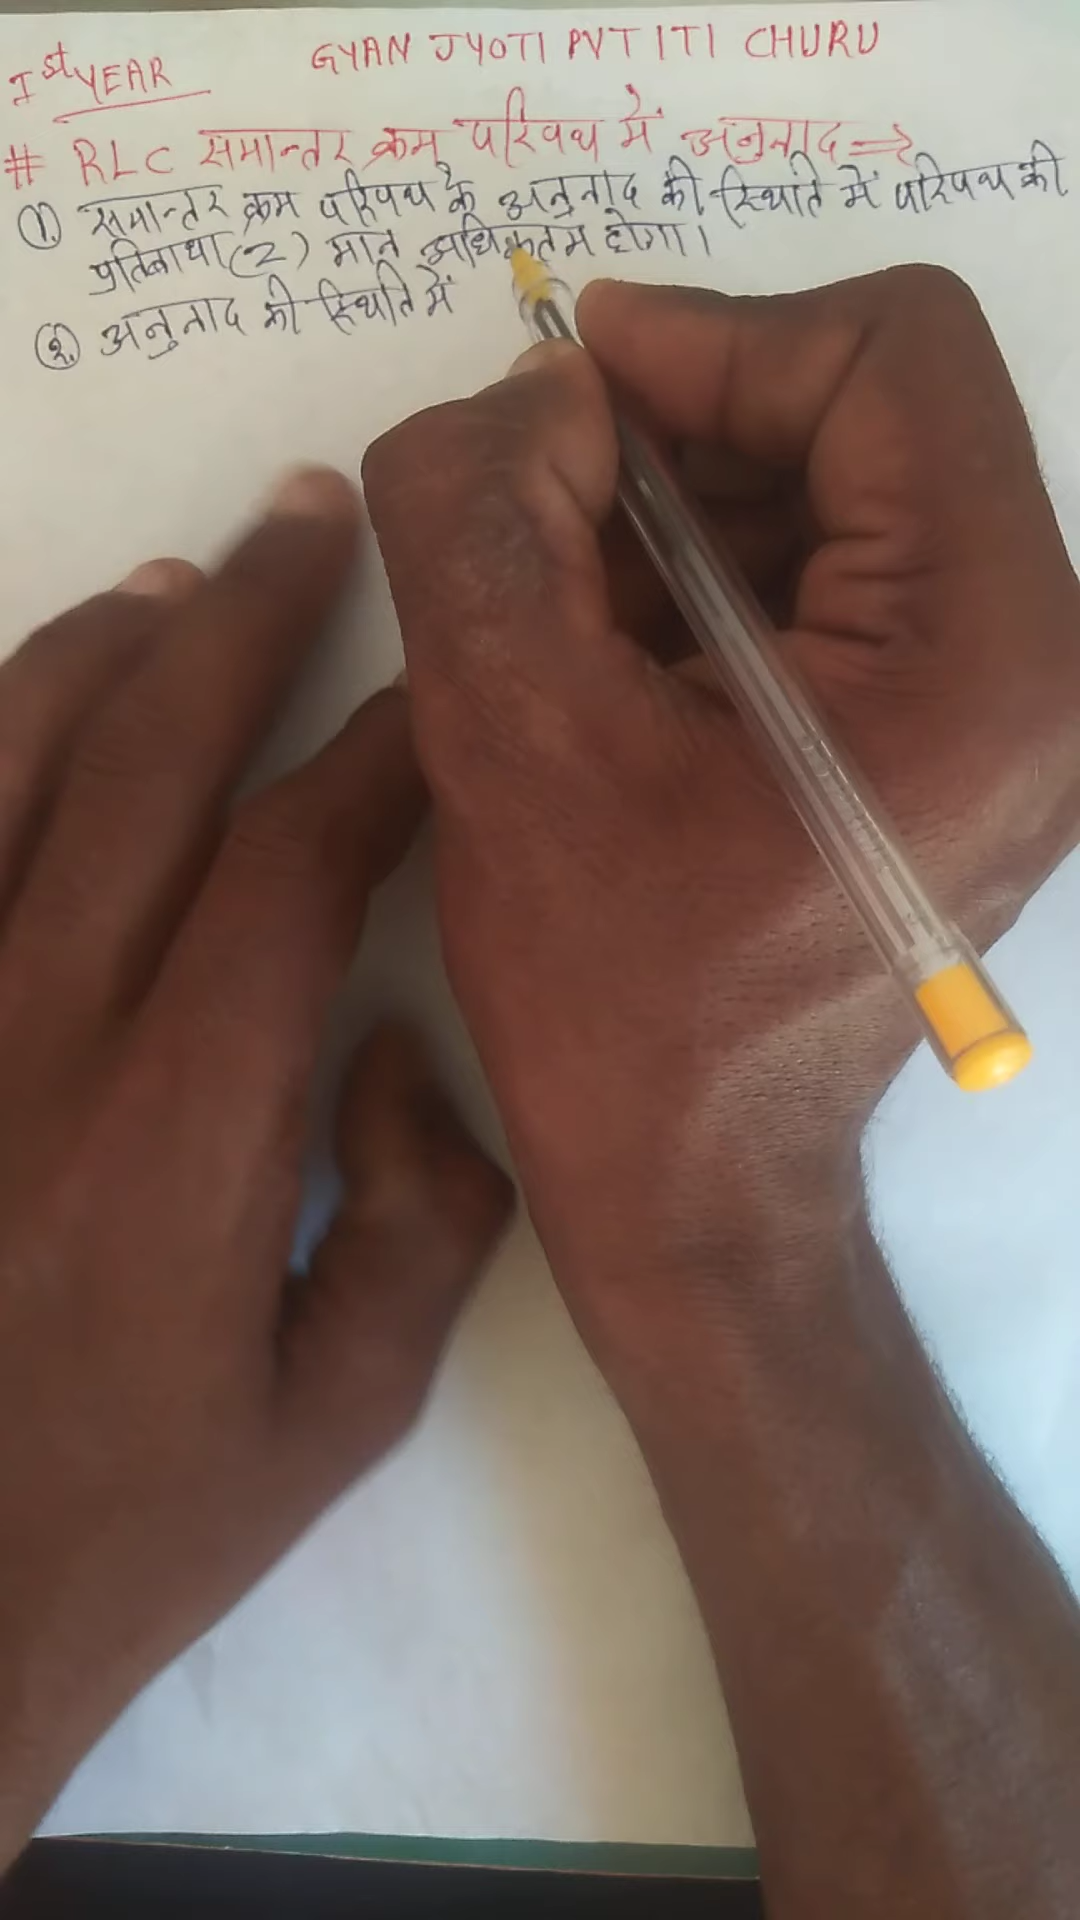 Ist YEAR GYAN JYOTI PVT ITI CHURU
# RLC समान्तर क्रम परिपथ में अनुनाद ⇒
①. समान्तर क्रम परिपथ के अनुनाद की स्थिति में परिपथ की
प्रतिबाधा (Z) मान अधिकतम होगा।
②. अनुनाद की स्थिति में